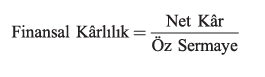 Finansal Kârlılık = Net Kâr / Öz Sermaye